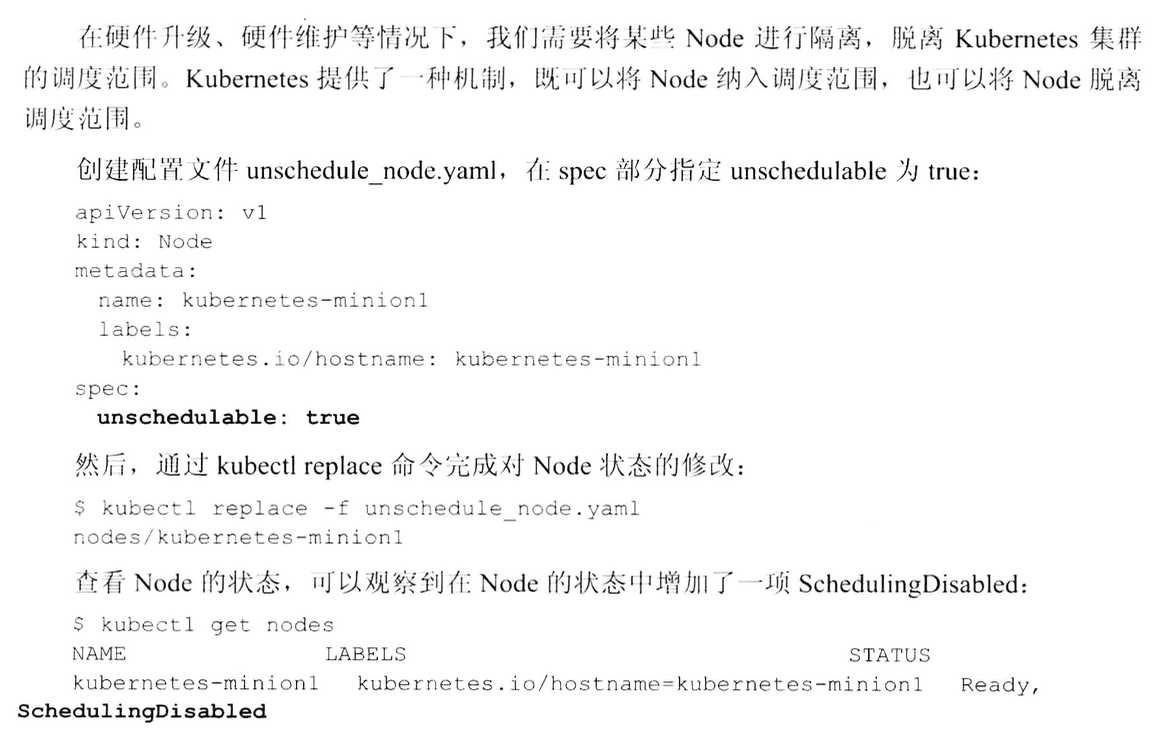 在硬件升级、硬件维护等情况下，我们需要将某些 Node 进行隔离，脱离 Kubernetes 集群
的调度范围。Kubernetes 提供了一种机制，既可以将 Node 纳入调度范围，也可以将 Node 脱离
调度范围。
创建配置文件 unschedule_node.yaml，在 spec 部分指定 unschedulable 为 true：
apiVersion: v1
kind: Node
metadata:
  name: kubernetes-minion1
  labels:
    kubernetes.io/hostname: kubernetes-minion1
spec:
  unschedulable: true
然后，通过 kubectl replace 命令完成对 Node 状态的修改：
$ kubectl replace -f unschedule_node.yaml
nodes/kubernetes-minion1
查看 Node 的状态，可以观察到在 Node 的状态中增加了一项 SchedulingDisabled：
$ kubectl get nodes
NAME LABELS STATUS
kubernetes-minion1 kubernetes.io/hostname=kubernetes-minion1 Ready,
SchedulingDisabled